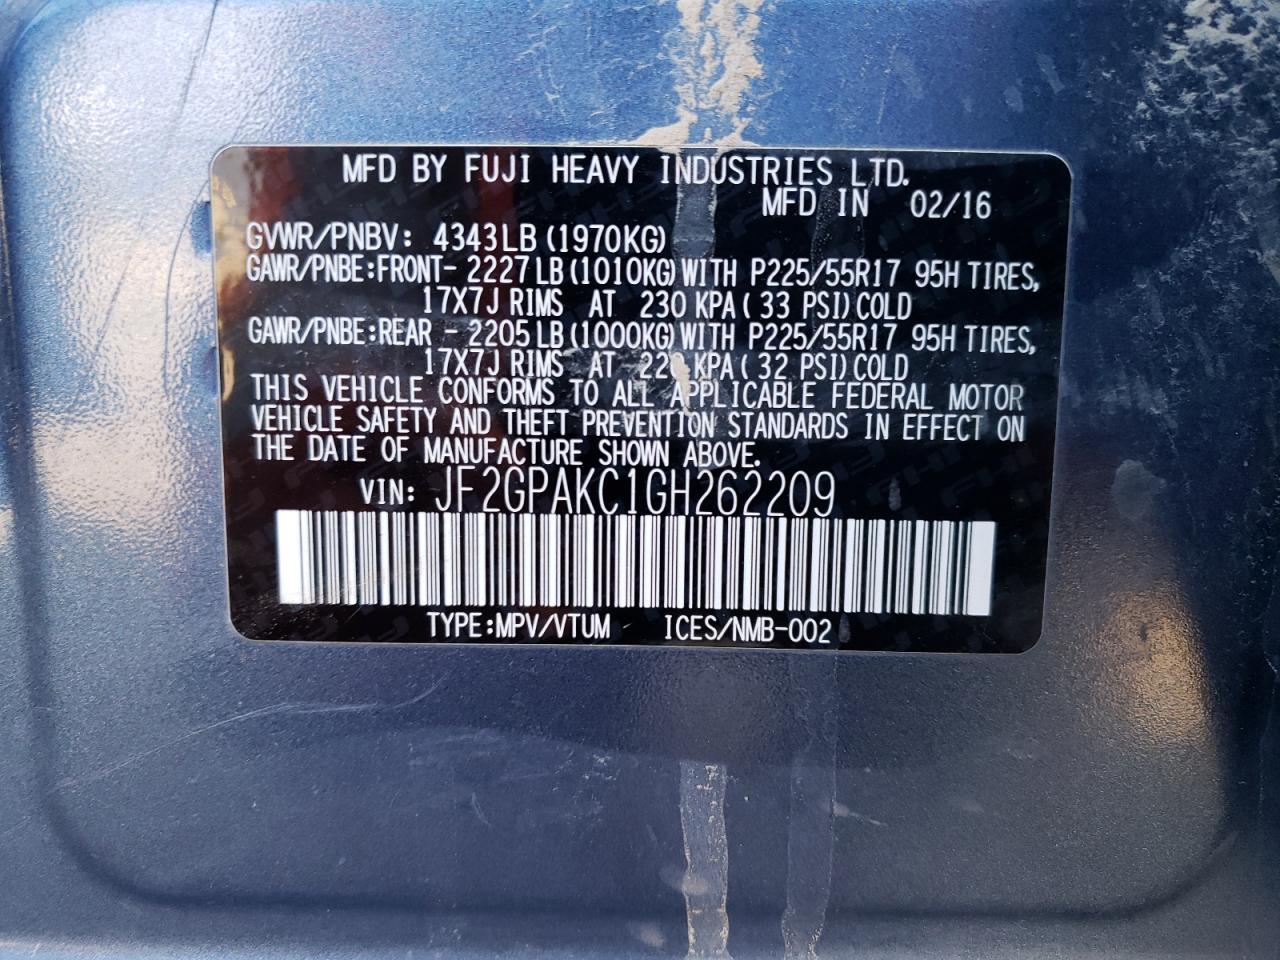 MFD BY FUJI HEAVY INDUSTRIES LTD.
MFD IN 02/16
GVWR/PNBV: 4343LB (1970KG)
GAWR/PNBE:FRONT- 2227LB (1010KG) WITH P225/55R17 95H TIRES,
17X7J RIMS AT 230 KPA (33 PSI) COLD
GAWR/PNBE:REAR - 2205LB (1000KG) WITH P225/55R17 95H TIRES,
17X7J RIMS AT 220 KPA (32 PSI) COLD
THIS VEHICLE CONFORMS TO ALL APPLICABLE FEDERAL MOTOR
VEHICLE SAFETY AND THEFT PREVENTION STANDARDS IN EFFECT ON
THE DATE OF MANUFACTURE SHOWN ABOVE.
VIN: JF2GPAKC1GH262209
TYPE:MPV/VTUM ICES/NMB-002